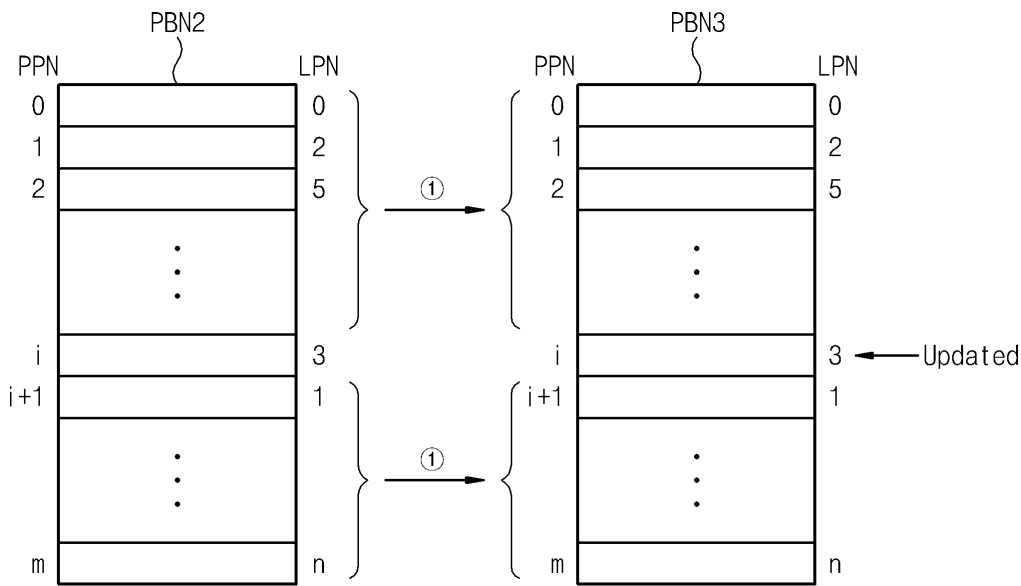 PBN2 PBN3
PPN LPN PPN LPN
0 0 0 0
1 2 1 2
2 5 ① 2 5
i 3 i 3 Updated
i+1 1 i+1 1
①
m n m n